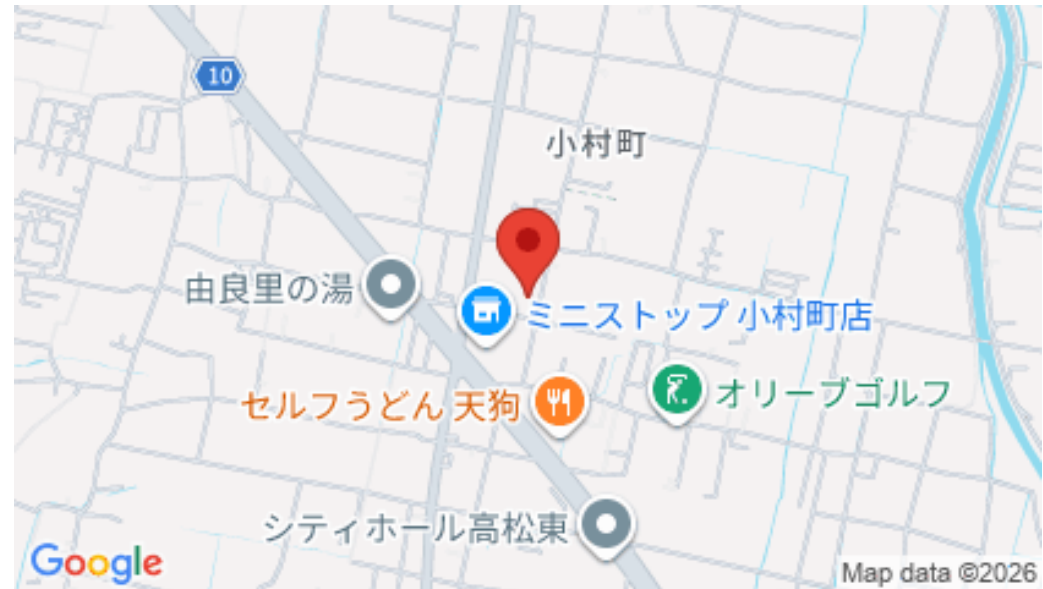 10
小村町
由良里の湯
ミニストップ 小村町店
セルフうどん 天狗
オリーブゴルフ
シティホール高松東
Google
Map data ©2026